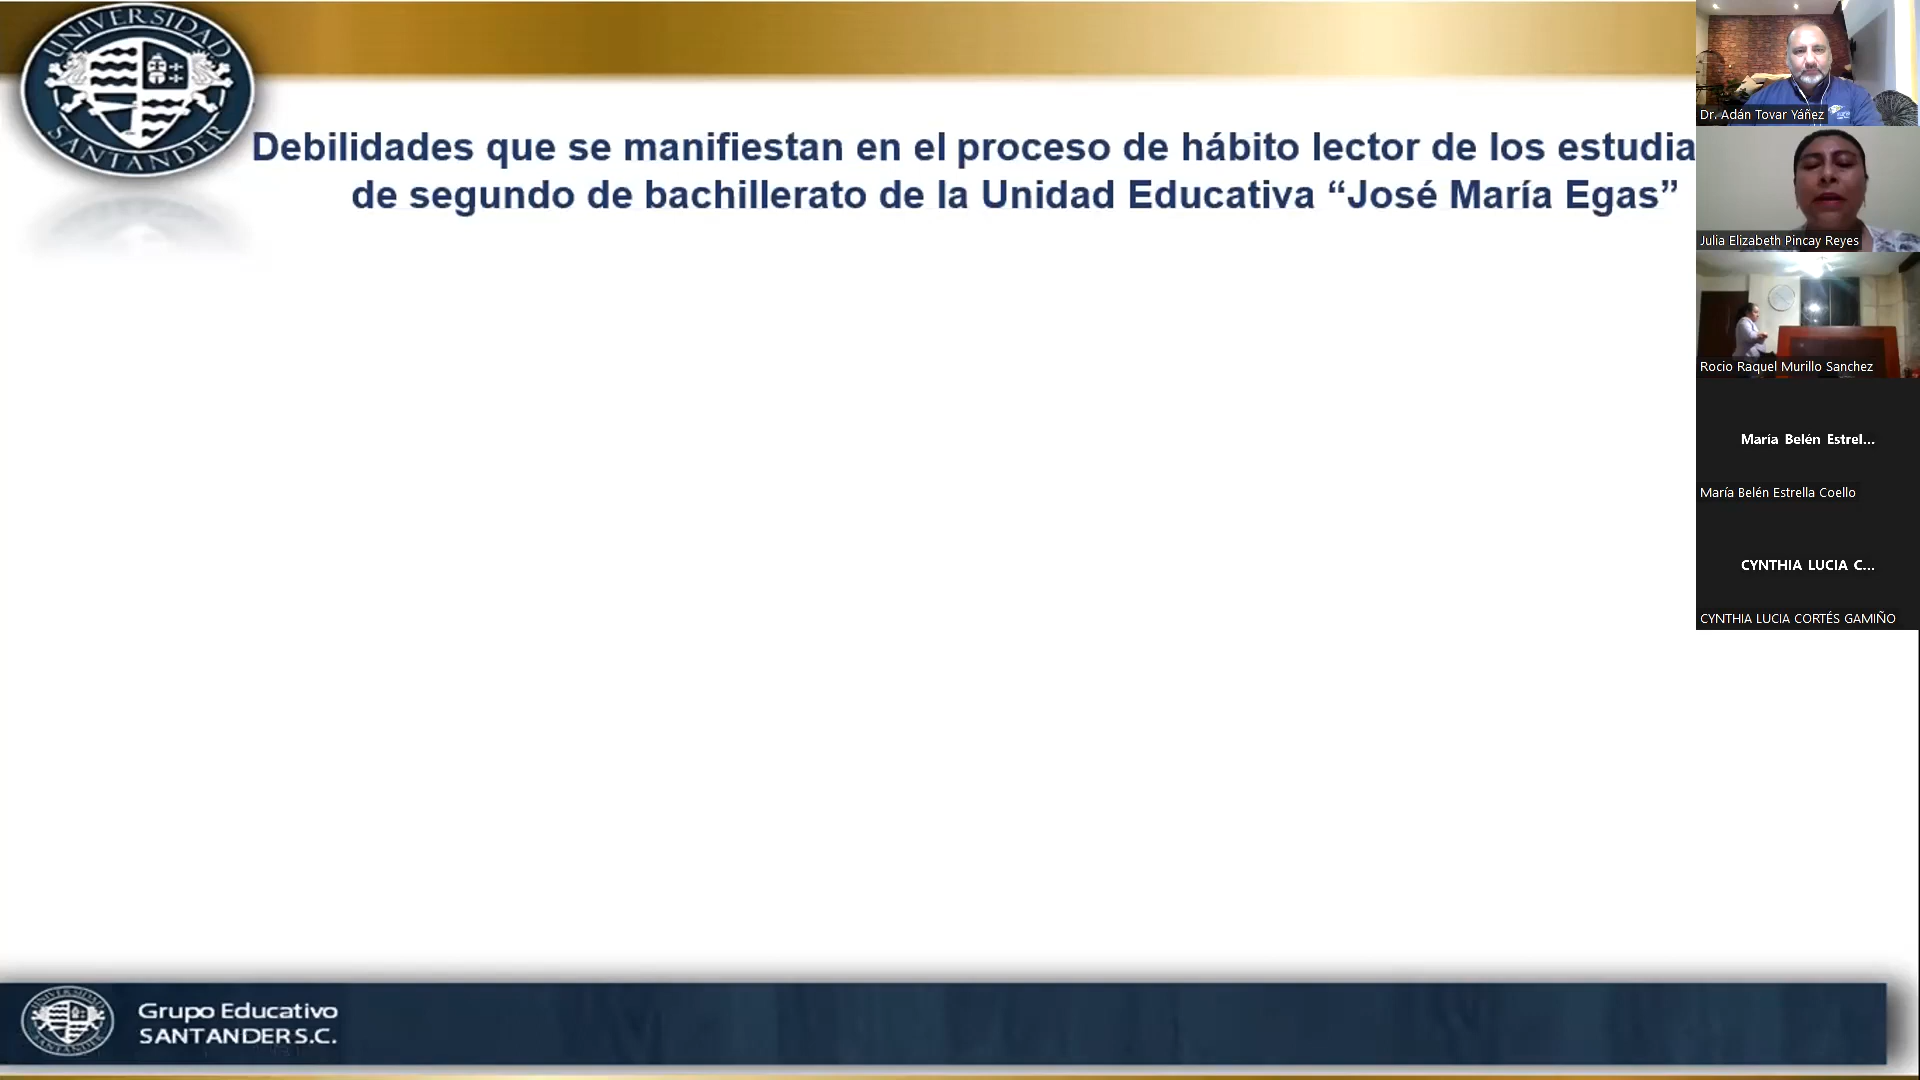 UNIVERSIDAD
SANTANDER
Debilidades que se manifiestan en el proceso de hábito lector de los estudia
de segundo de bachillerato de la Unidad Educativa “José María Egas”
Dr. Adán Tovar Yáñez
Julia Elizabeth Pincay Reyes
Rocio Raquel Murillo Sanchez
María Belén Estrel...
María Belén Estrella Coello
CYNTHIA LUCIA C...
CYNTHIA LUCIA CORTÉS GAMIÑO
UNIVERSIDAD
SANTANDER
Grupo Educativo
SANTANDER S.C.